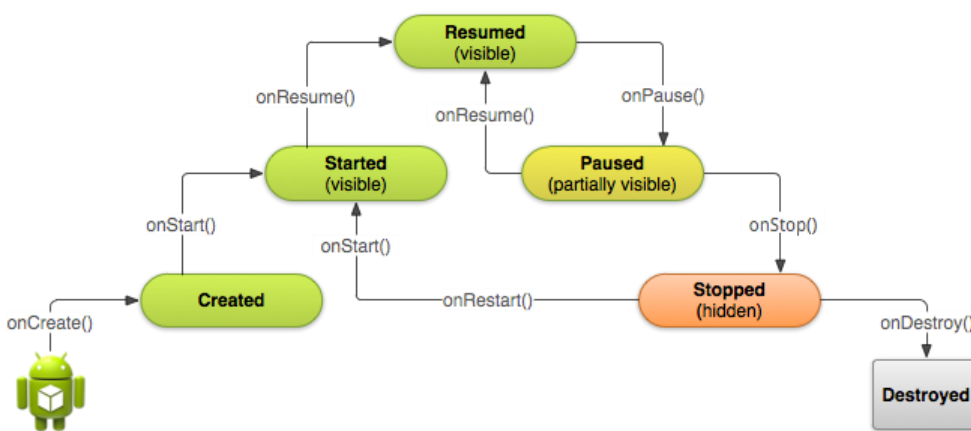 Resumed
(visible)
onResume()
onResume()
onPause()
Started
(visible)
Paused
(partially visible)
onStart()
onStart()
onStop()
Created
onRestart()
Stopped
(hidden)
onCreate()
onDestroy()
Destroyed